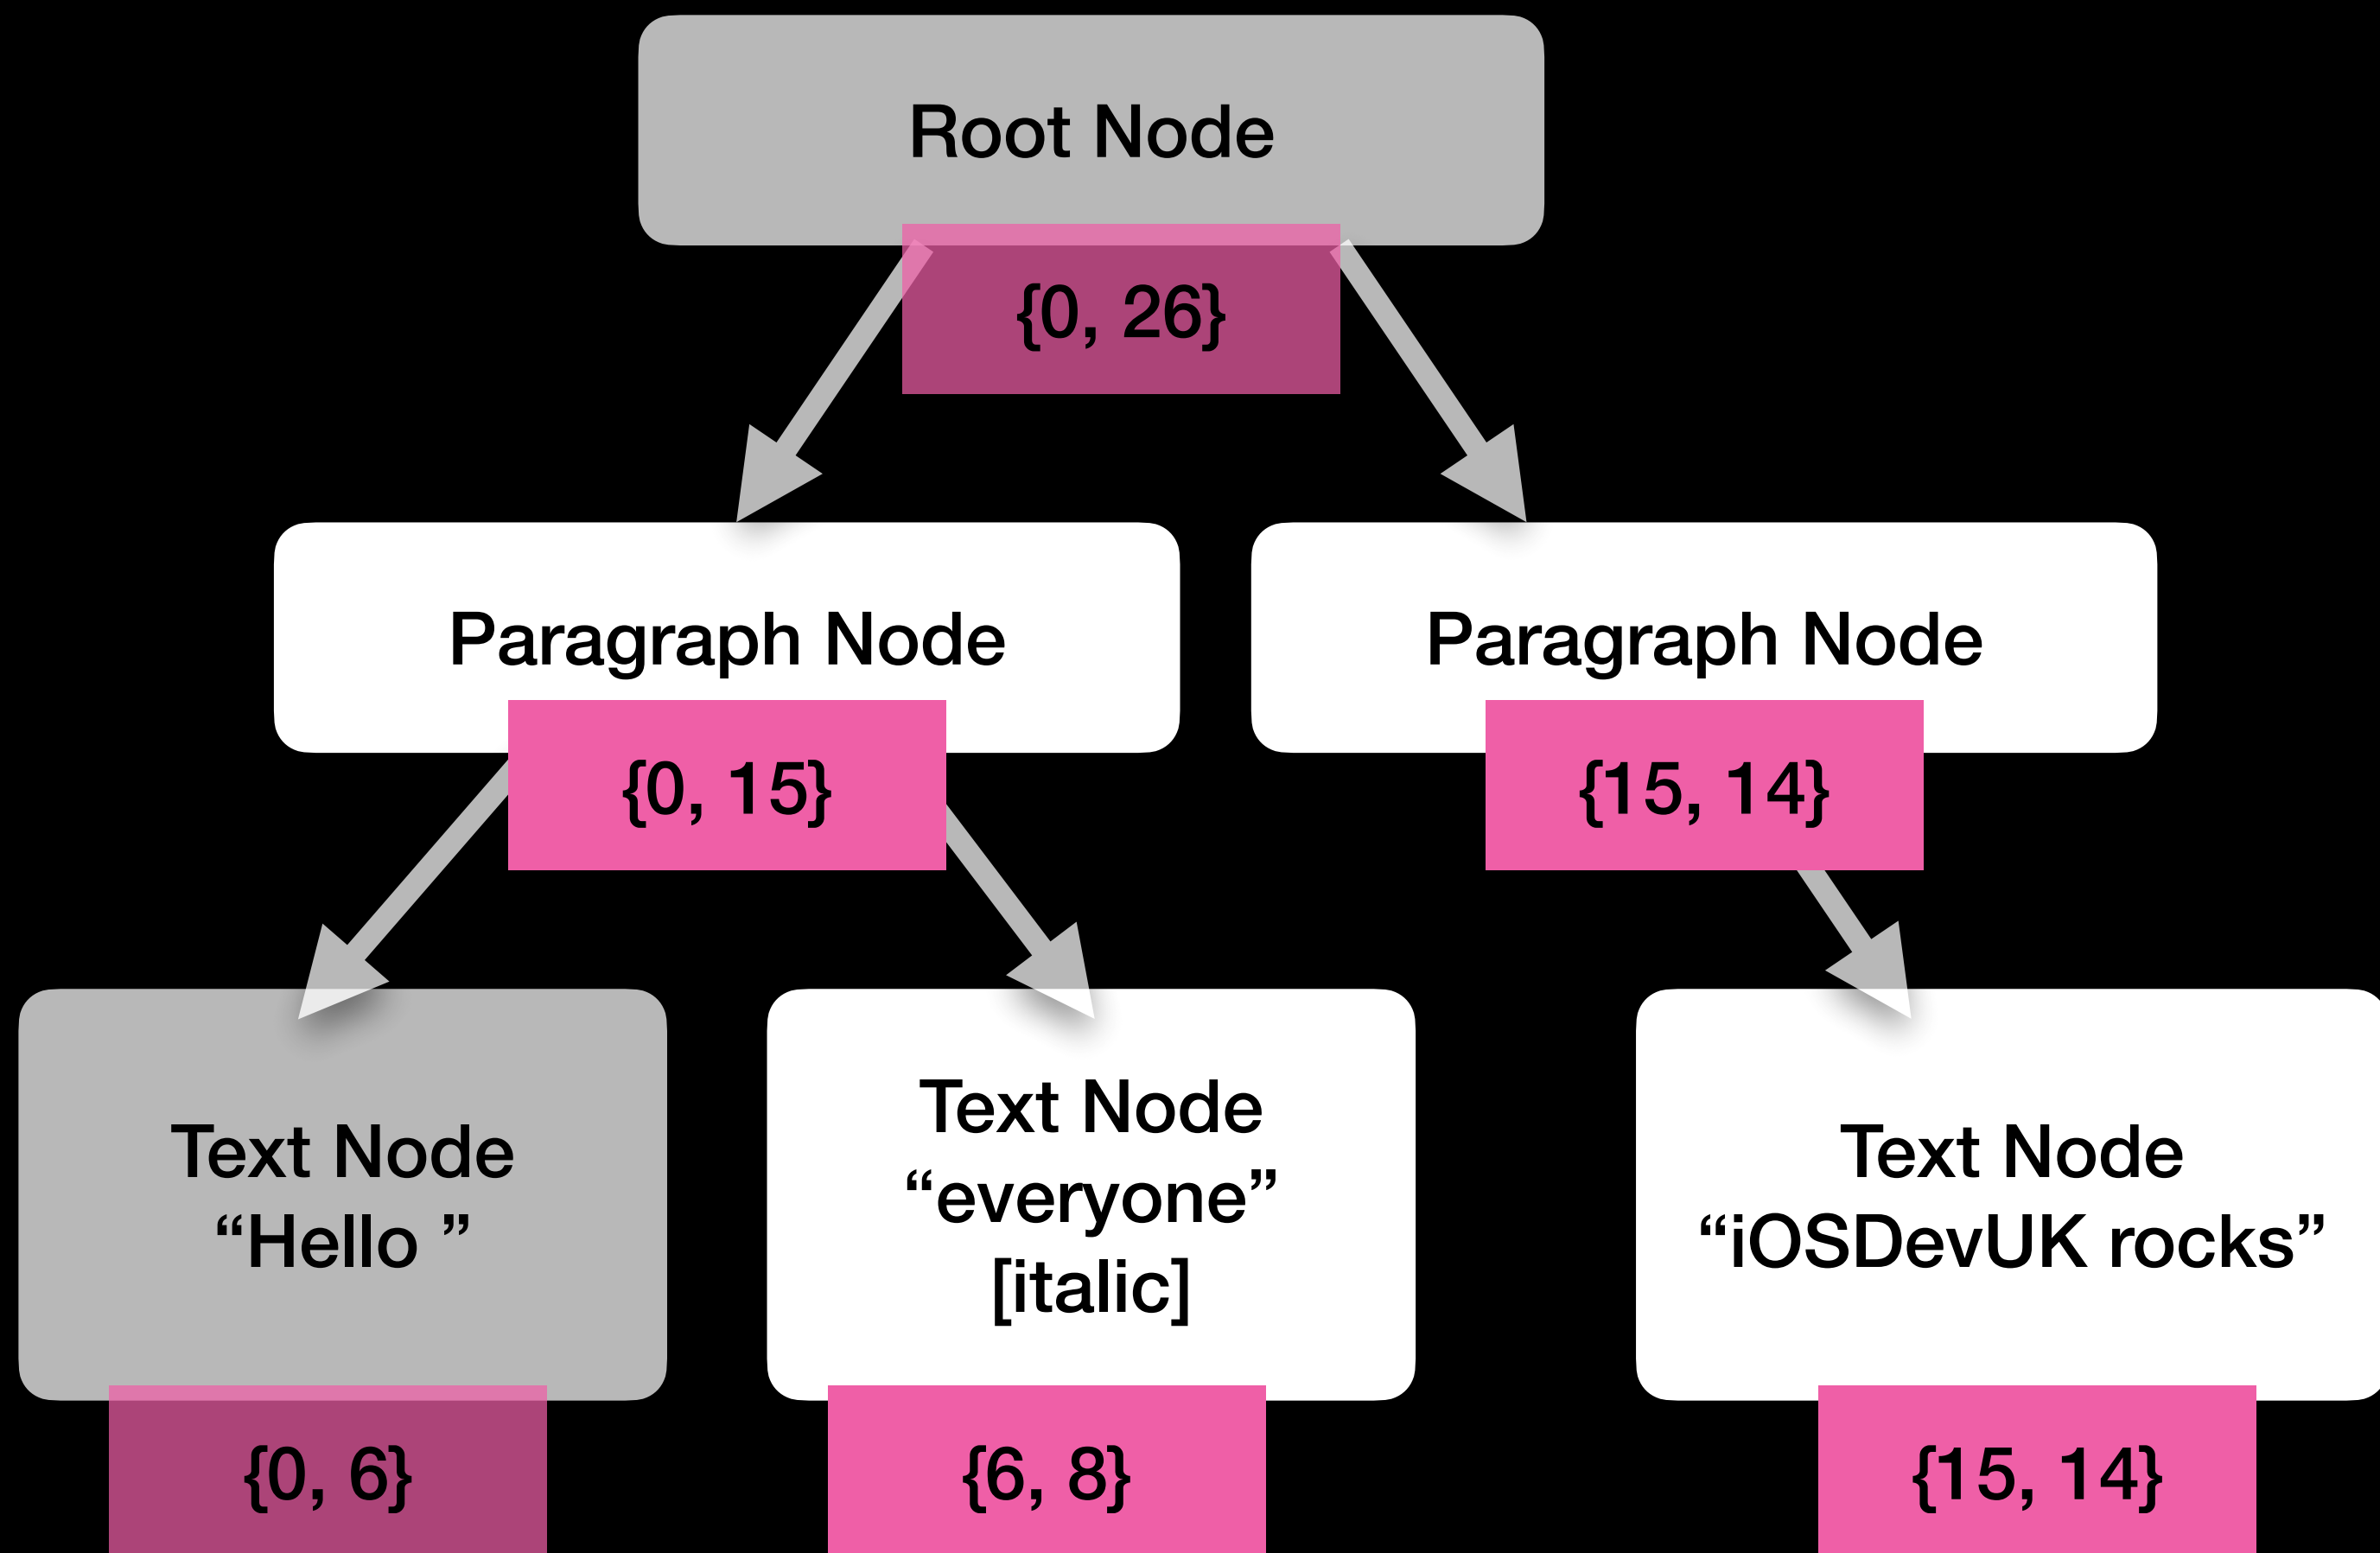 Root Node
{0, 26}
Paragraph Node
{0, 15}
Paragraph Node
{15, 14}
Text Node
“Hello ”
{0, 6}
Text Node
“everyone”
[italic]
{6, 8}
Text Node
“iOSDevUK rocks”
{15, 14}